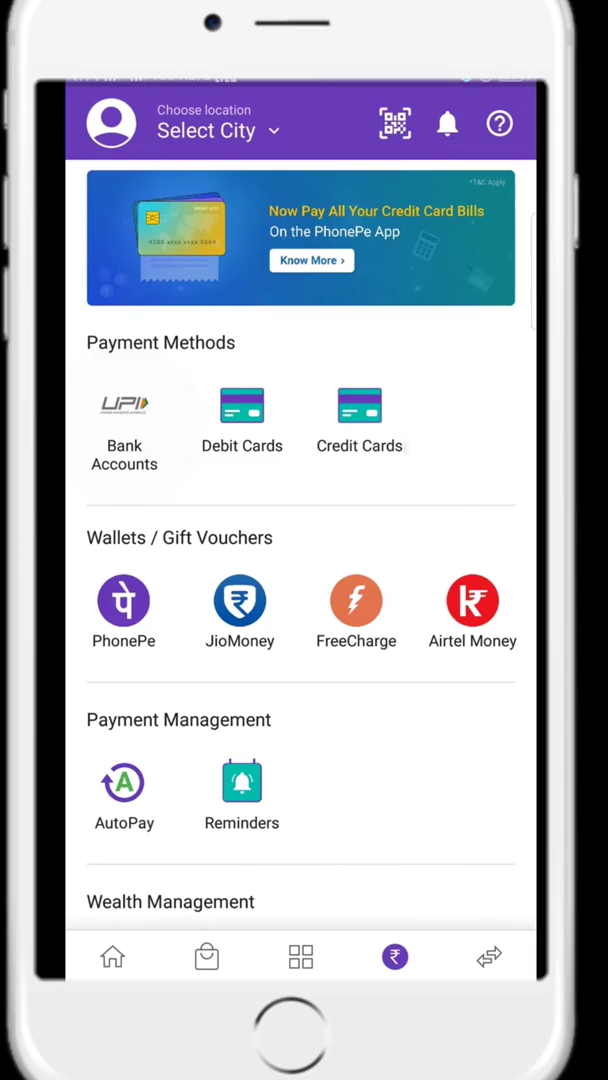 Choose location
Select City
*T&C Apply
Now Pay All Your Credit Card Bills
On the PhonePe App
Know More ›
Payment Methods
UPI
Bank Accounts
Debit Cards
Credit Cards
Wallets / Gift Vouchers
पे
PhonePe
JioMoney
FreeCharge
Airtel Money
Payment Management
A
AutoPay
Reminders
Wealth Management
₹